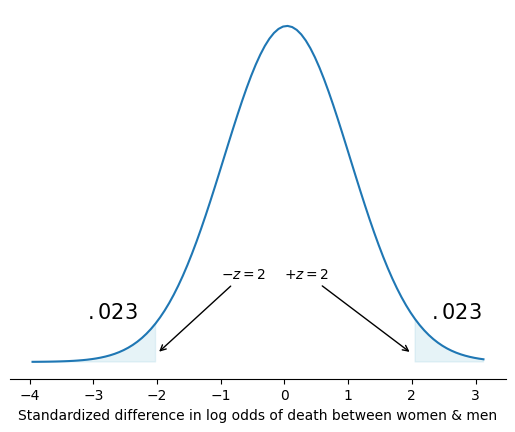 −z = 2 +z = 2
.023 .023
−4 −3 −2 −1 0 1 2 3
Standardized difference in log odds of death between women & men